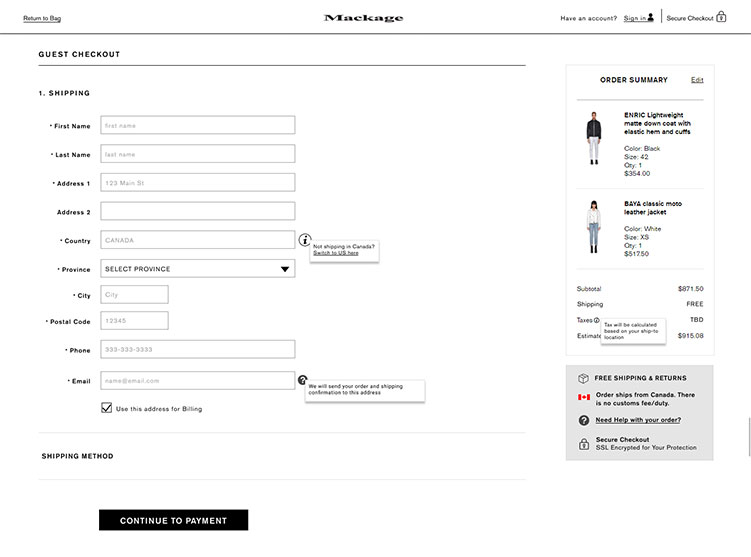 Return to Bag
Mackage
Have an account? Sign in
Secure Checkout
GUEST CHECKOUT
1. SHIPPING
* First Name
first name
* Last Name
last name
* Address 1
123 Main St
Address 2
* Country
CANADA
Not shipping in Canada?
Switch to US here
* Province
SELECT PROVINCE
* City
City
* Postal Code
12345
* Phone
333-333-3333
* Email
name@email.com
We will send your order and shipping
confirmation to this address
Use this address for Billing
SHIPPING METHOD
CONTINUE TO PAYMENT
ORDER SUMMARY
Edit
ENRIC Lightweight
matte down coat with
elastic hem and cuffs
Color: Black
Size: 42
Qty: 1
$354.00
BAYA classic moto
leather jacket
Color: White
Size: XS
Qty: 1
$517.50
Subtotal $871.50
Shipping FREE
Taxes TBD
Tax will be calculated
based on your ship-to
location
Estimate $915.08
FREE SHIPPING & RETURNS
Order ships from Canada. There
is no customs fee/duty.
Need Help with your order?
Secure Checkout
SSL Encrypted for Your Protection